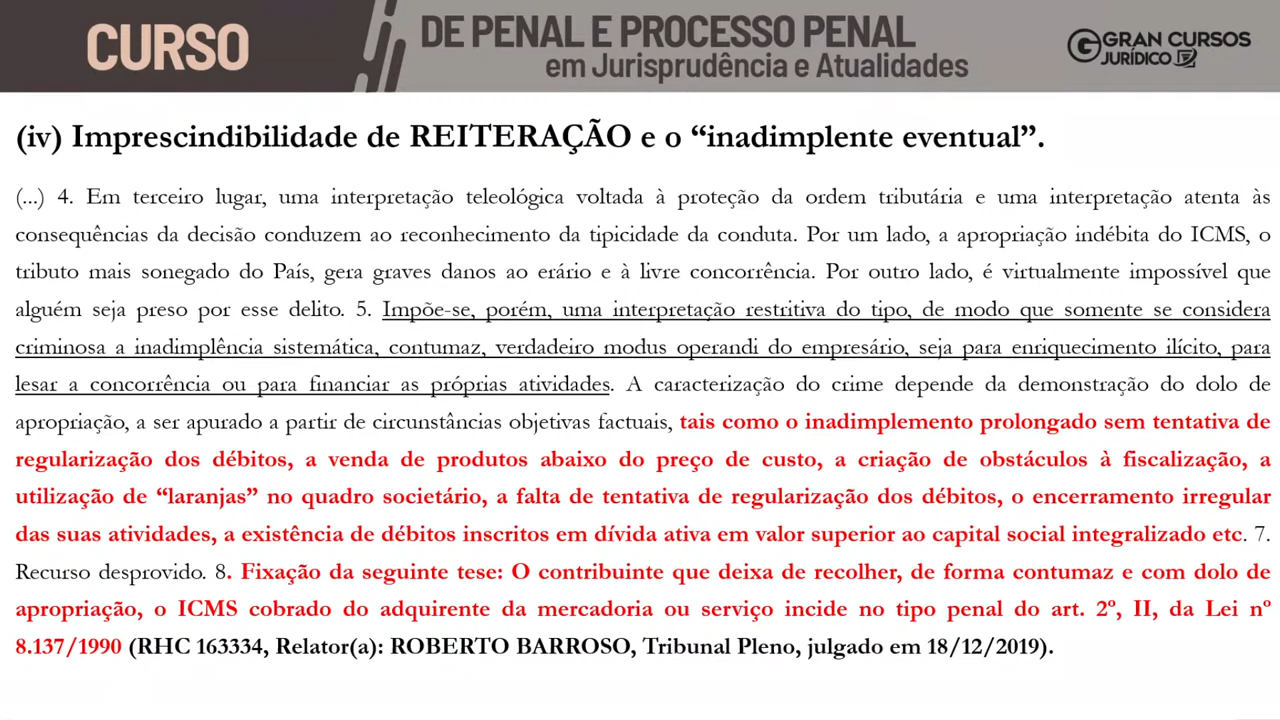 CURSO
DE PENAL E PROCESSO PENAL
em Jurisprudência e Atualidades
GRAN CURSOS
JURÍDICO
(iv) Imprescindibilidade de REITERAÇÃO e o “inadimplente eventual”.
(...) 4. Em terceiro lugar, uma interpretação teleológica voltada à proteção da ordem tributária e uma interpretação atenta às
consequências da decisão conduzem ao reconhecimento da tipicidade da conduta. Por um lado, a apropriação indébita do ICMS, o
tributo mais sonegado do País, gera graves danos ao erário e à livre concorrência. Por outro lado, é virtualmente impossível que
alguém seja preso por esse delito. 5. Impõe-se, porém, uma interpretação restritiva do tipo, de modo que somente se considera
criminosa a inadimplência sistemática, contumaz, verdadeiro modus operandi do empresário, seja para enriquecimento ilícito, para
lesar a concorrência ou para financiar as próprias atividades. A caracterização do crime depende da demonstração do dolo de
apropriação, a ser apurado a partir de circunstâncias objetivas factuais, tais como o inadimplemento prolongado sem tentativa de
regularização dos débitos, a venda de produtos abaixo do preço de custo, a criação de obstáculos à fiscalização, a
utilização de “laranjas” no quadro societário, a falta de tentativa de regularização dos débitos, o encerramento irregular
das suas atividades, a existência de débitos inscritos em dívida ativa em valor superior ao capital social integralizado etc. 7.
Recurso desprovido. 8. Fixação da seguinte tese: O contribuinte que deixa de recolher, de forma contumaz e com dolo de
apropriação, o ICMS cobrado do adquirente da mercadoria ou serviço incide no tipo penal do art. 2º, II, da Lei nº
8.137/1990 (RHC 163334, Relator(a): ROBERTO BARROSO, Tribunal Pleno, julgado em 18/12/2019).